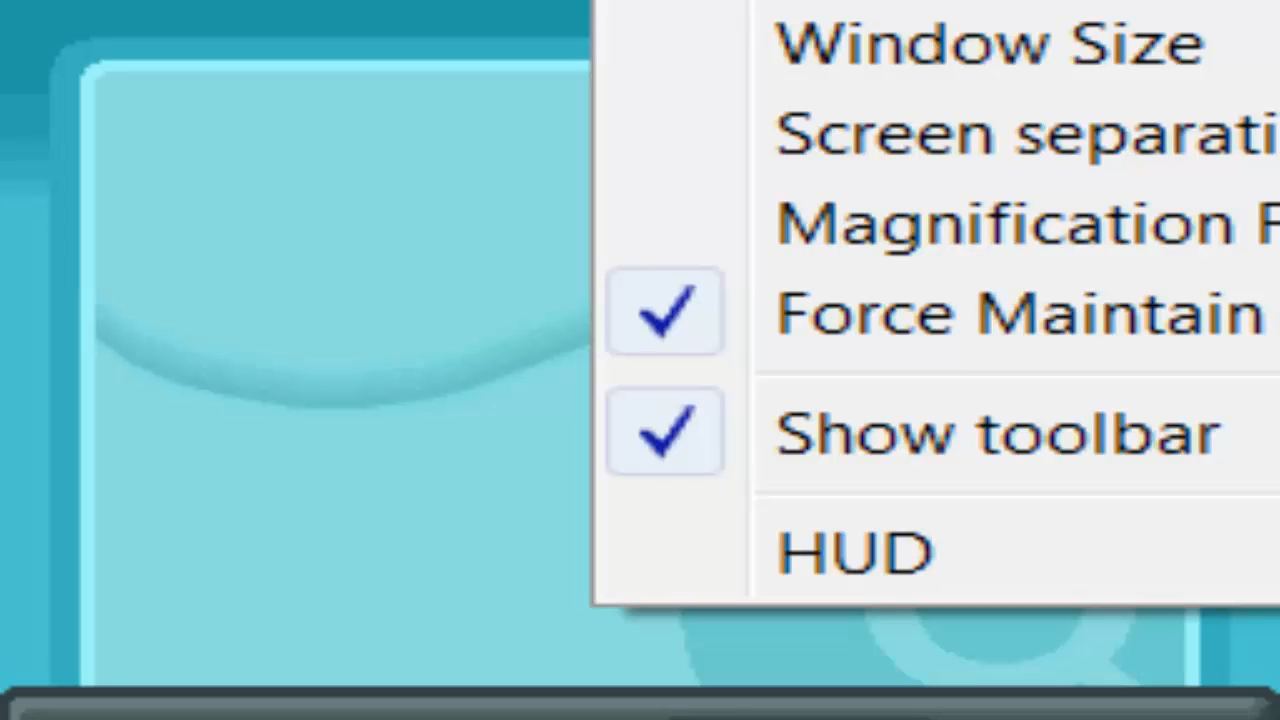 Window Size
Screen separati
Magnification F
Force Maintain
Show toolbar
HUD